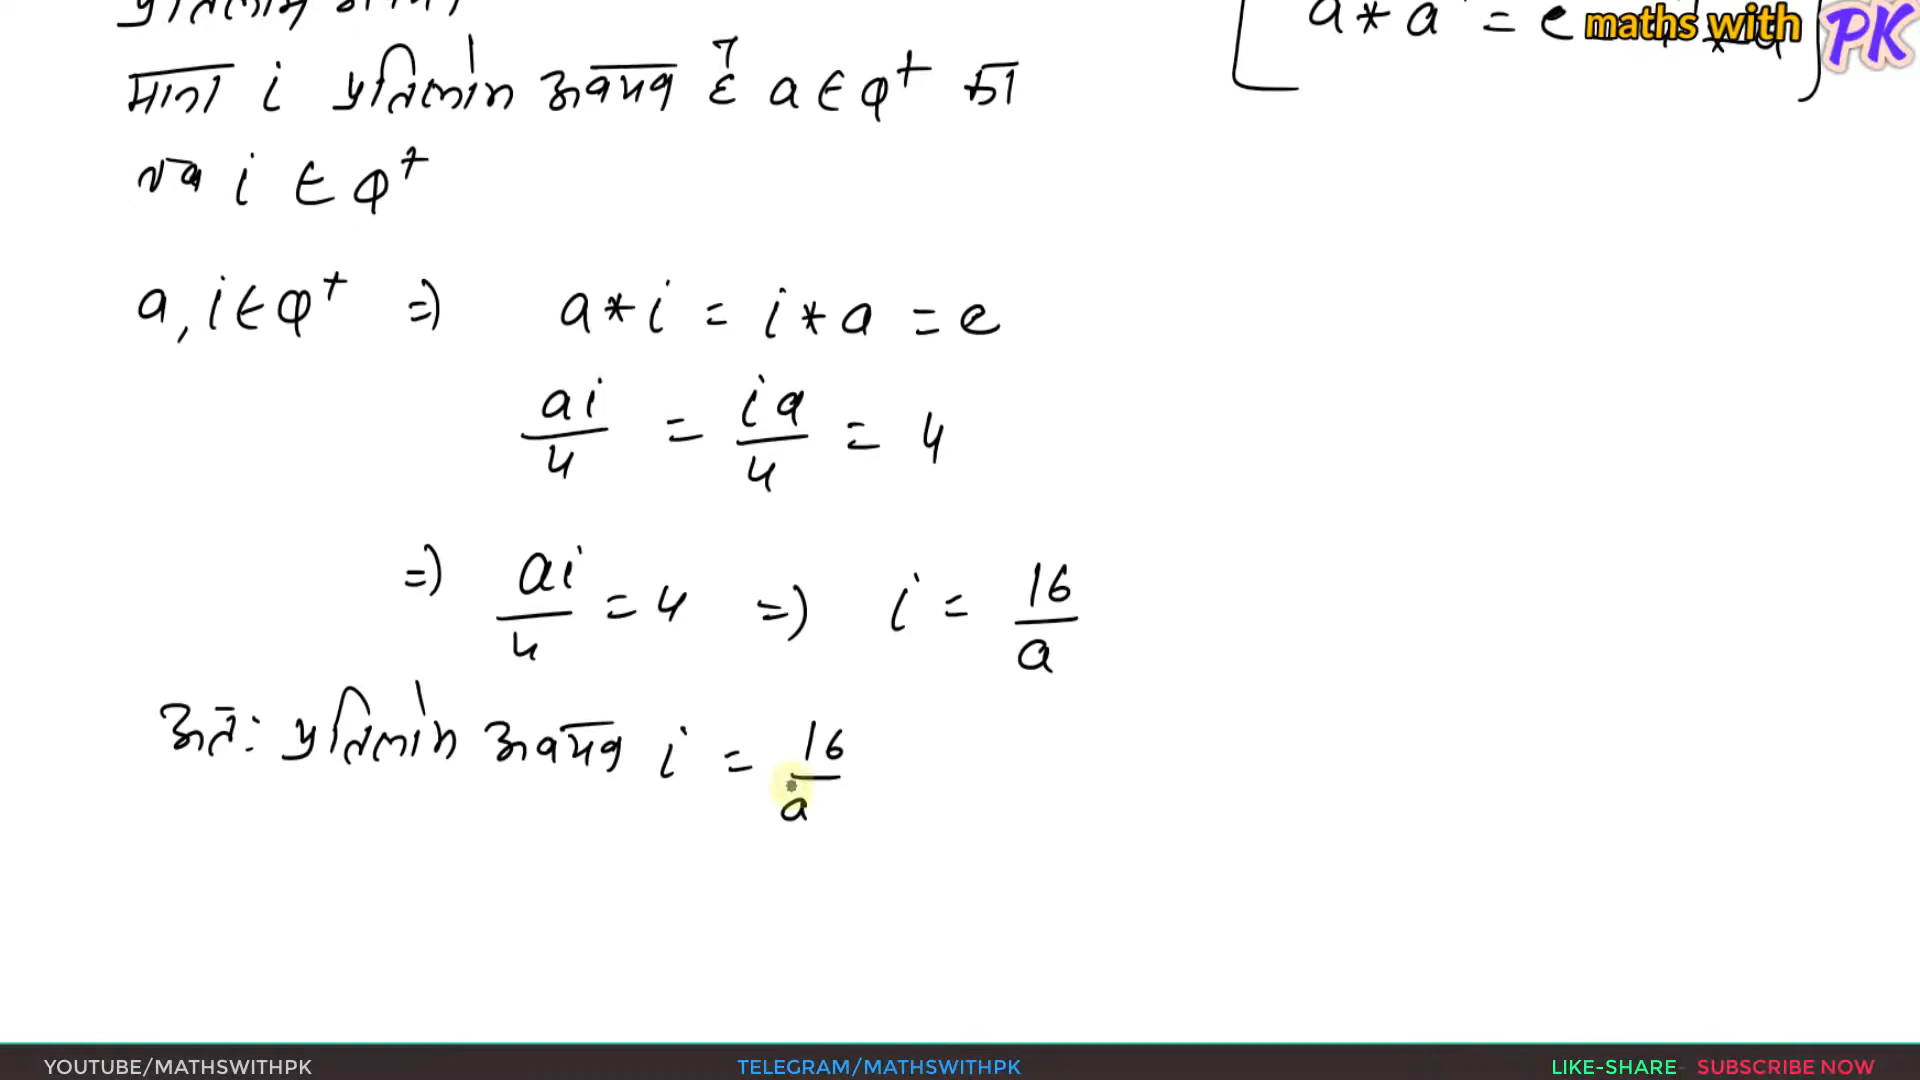 a * a = e
maths with PK
माना i प्रतिलोम अवयव है a ∈ Q⁺ का
तब i ∈ Q⁺
a, i ∈ Q⁺ ⇒ a * i = i * a = e
ai/4 = ia/4 = 4
⇒ ai/4 = 4 ⇒ i = 16/a
अतः प्रतिलोम अवयव i = 16/a
YOUTUBE/MATHSWITHPK TELEGRAM/MATHSWITHPK LIKE-SHARE SUBSCRIBE NOW